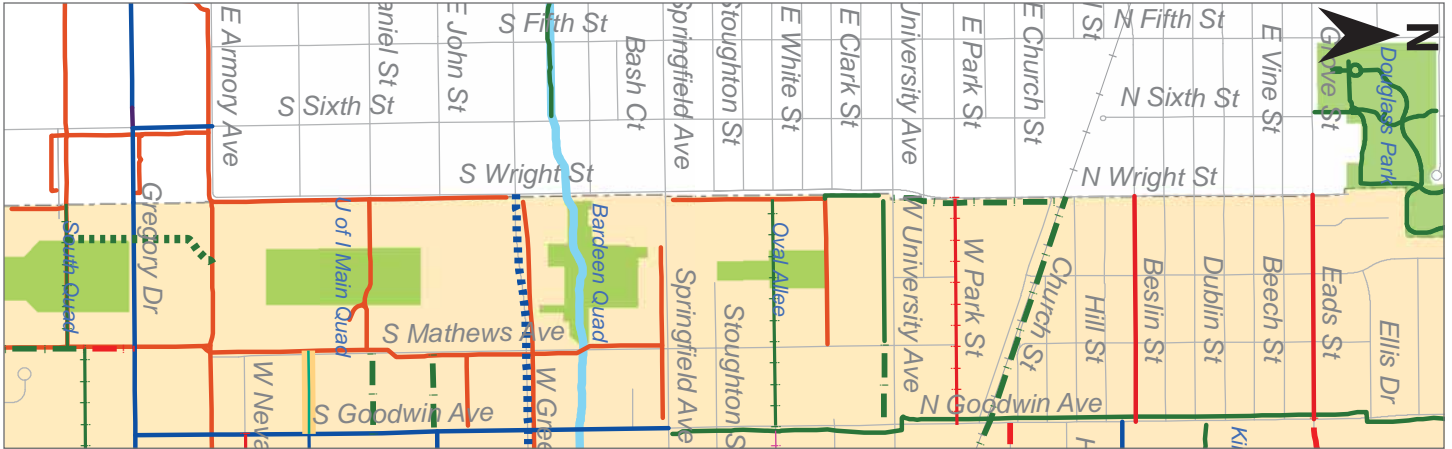 S Fifth St
N Fifth St
E Armory Ave
aniel St
E John St
Bash Ct
Springfield Ave
Stoughton St
E White St
E Clark St
University Ave
E Park St
E Church St
l St
E Vine St
Grove St
N
Douglass Park
S Sixth St
N Sixth St
S Wright St
N Wright St
Gregory Dr
South Quad
U of I Main Quad
Bardeen Quad
Oval Allee
W University Ave
W Park St
Church St
Hill St
Beslin St
Dublin St
Beech St
Eads St
Ellis Dr
S Mathews Ave
Springfield Ave
Stoughton S
S Goodwin Ave
N Goodwin Ave
W Neva
W Gree
H
Ki